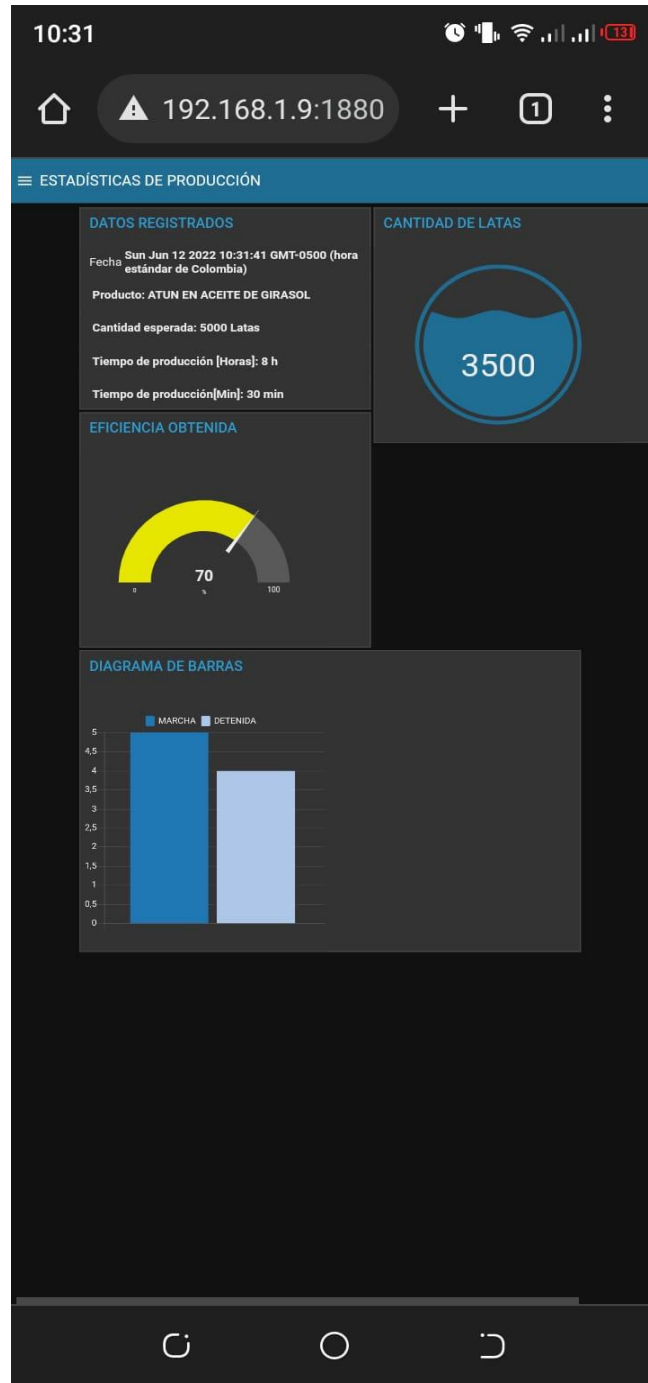 10:31
13
192.168.1.9:1880
1
ESTADÍSTICAS DE PRODUCCIÓN
DATOS REGISTRADOS
Fecha Sun Jun 12 2022 10:31:41 GMT-0500 (hora
estándar de Colombia)
Producto: ATUN EN ACEITE DE GIRASOL
Cantidad esperada: 5000 Latas
Tiempo de producción [Horas]: 8 h
Tiempo de producción[Min]: 30 min
CANTIDAD DE LATAS
3500
EFICIENCIA OBTENIDA
70
0
%
100
DIAGRAMA DE BARRAS
MARCHA DETENIDA
5
4,5
4
3,5
3
2,5
2
1,5
1
0,5
0